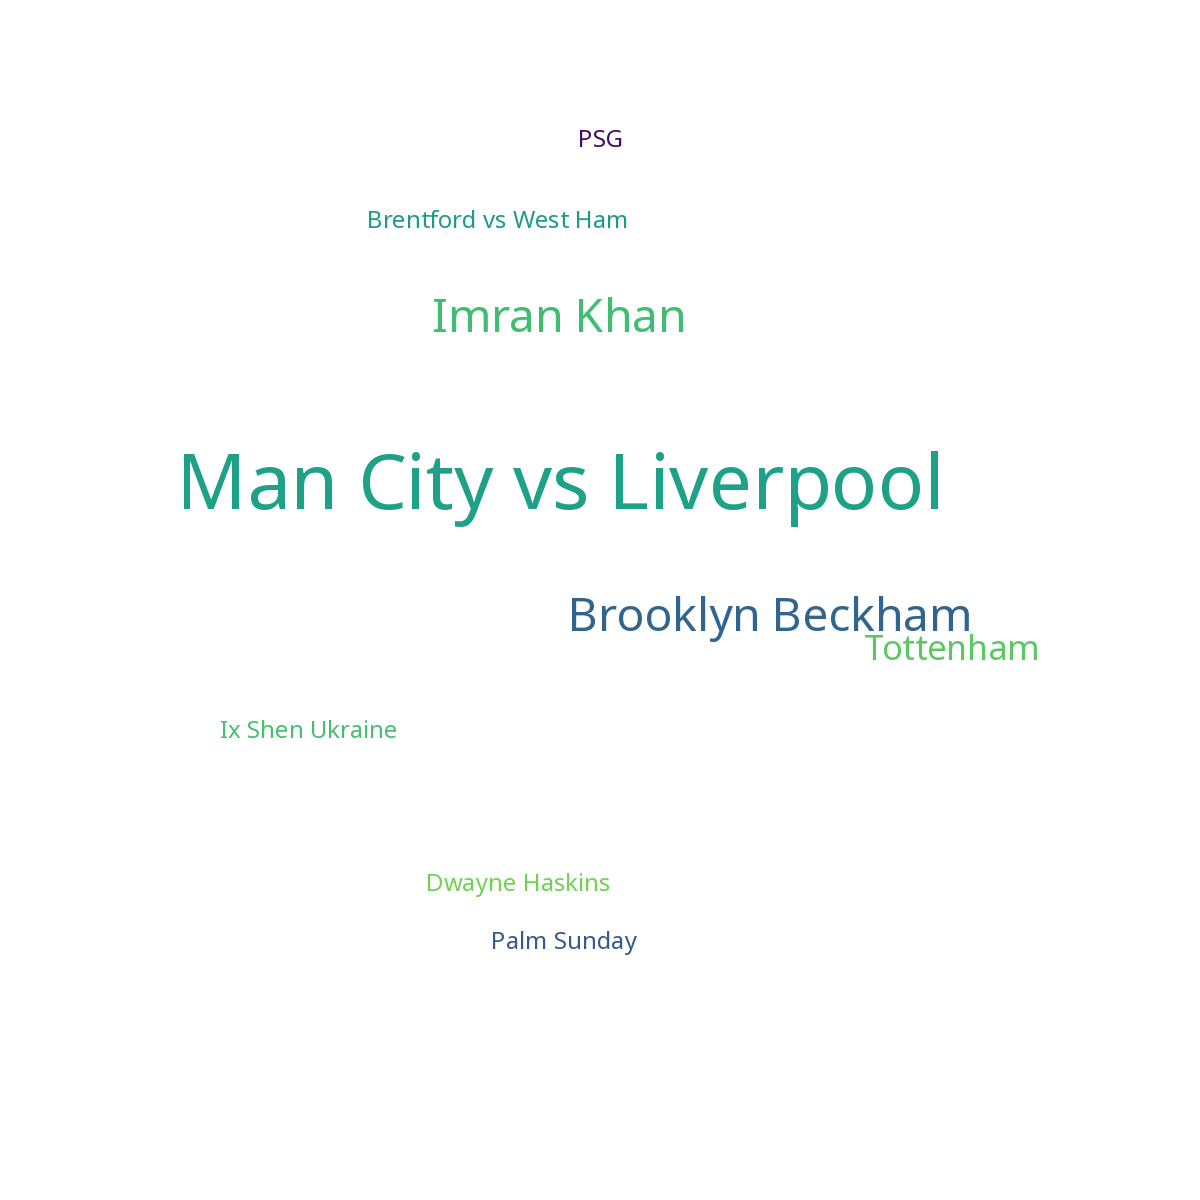 PSG
Brentford vs West Ham
Imran Khan
Man City vs Liverpool
Brooklyn Beckham
Tottenham
Ix Shen Ukraine
Dwayne Haskins
Palm Sunday